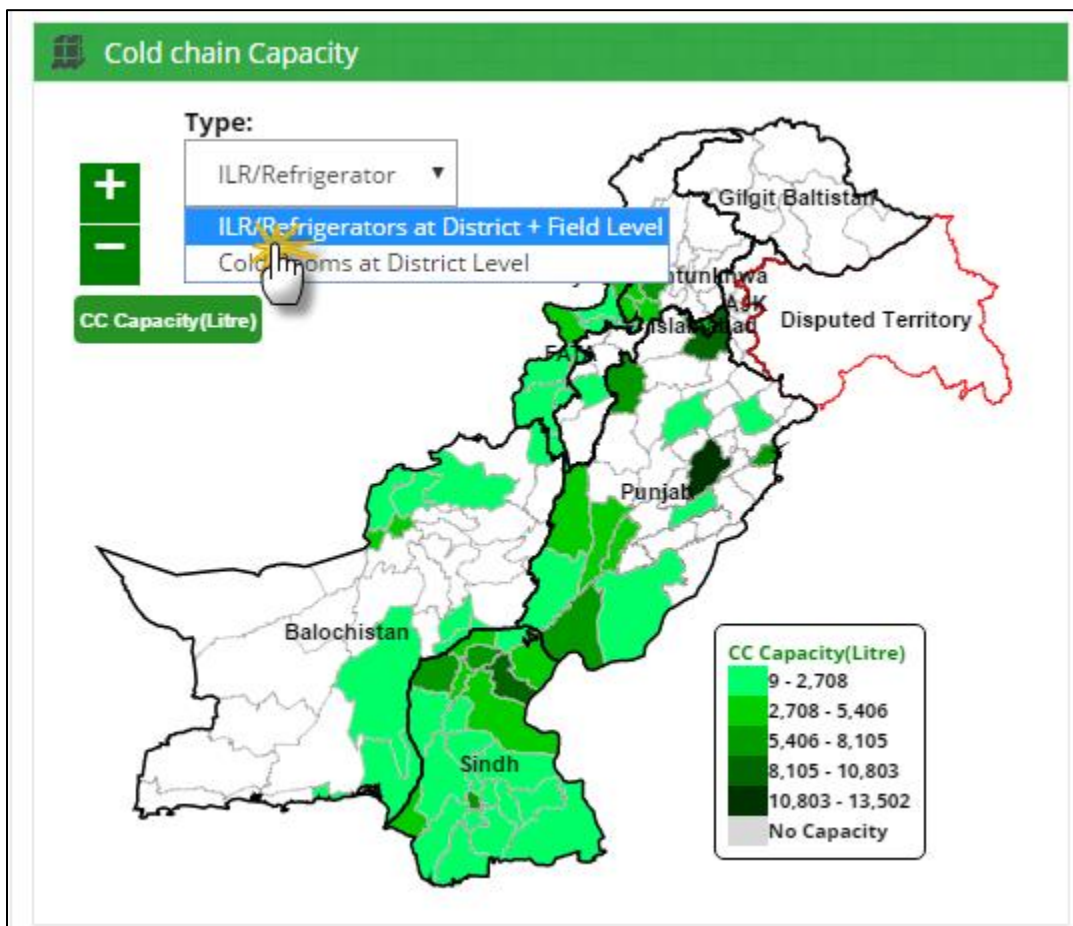 Cold chain Capacity
Type:
ILR/Refrigerator
ILR/Refrigerators at District + Field Level
at District Level
+
−
CC Capacity(Litre)
Gilgit Baltistan
AJK
Islamabad
Disputed Territory
FATA
Punjab
Balochistan
Sindh
CC Capacity(Litre)
9 - 2,708
2,708 - 5,406
5,406 - 8,105
8,105 - 10,803
10,803 - 13,502
No Capacity